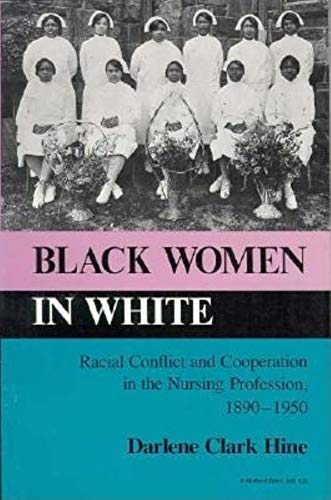 BLACK WOMEN
IN WHITE
Racial Conflict and Cooperation
in the Nursing Profession,
1890–1950
Darlene Clark Hine